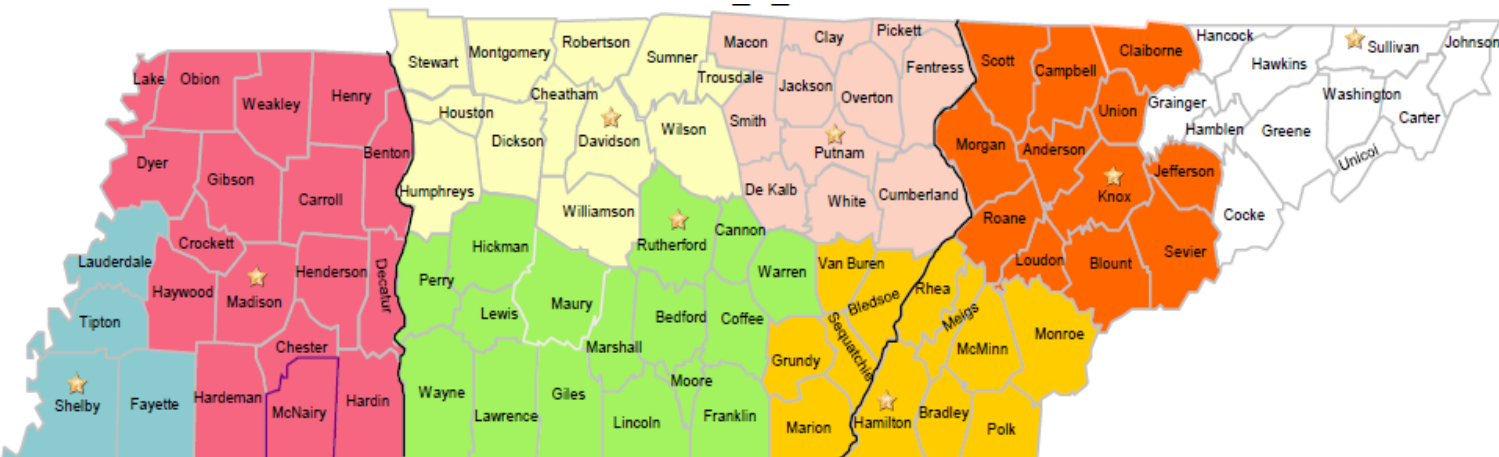 Stewart
Montgomery
Robertson
Sumner
Macon
Clay
Pickett
Scott
Campbell
Claiborne
Hancock
Hawkins
Sullivan
Johnson
Lake
Obion
Weakley
Henry
Houston
Cheatham
Trousdale
Jackson
Overton
Fentress
Union
Grainger
Washington
Carter
Dickson
Davidson
Wilson
Smith
Putnam
Morgan
Anderson
Hamblen
Greene
Unicoi
Dyer
Gibson
Benton
Carroll
Humphreys
Williamson
De Kalb
White
Cumberland
Knox
Jefferson
Cocke
Crockett
Hickman
Rutherford
Cannon
Roane
Loudon
Blount
Sevier
Lauderdale
Haywood
Madison
Henderson
Decatur
Perry
Lewis
Maury
Warren
Van Buren
Bledsoe
Rhea
Meigs
Monroe
Tipton
Chester
Marshall
Bedford
Coffee
Grundy
Sequatchie
McMinn
Shelby
Fayette
Hardeman
McNairy
Hardin
Wayne
Lawrence
Giles
Lincoln
Moore
Franklin
Marion
Hamilton
Bradley
Polk